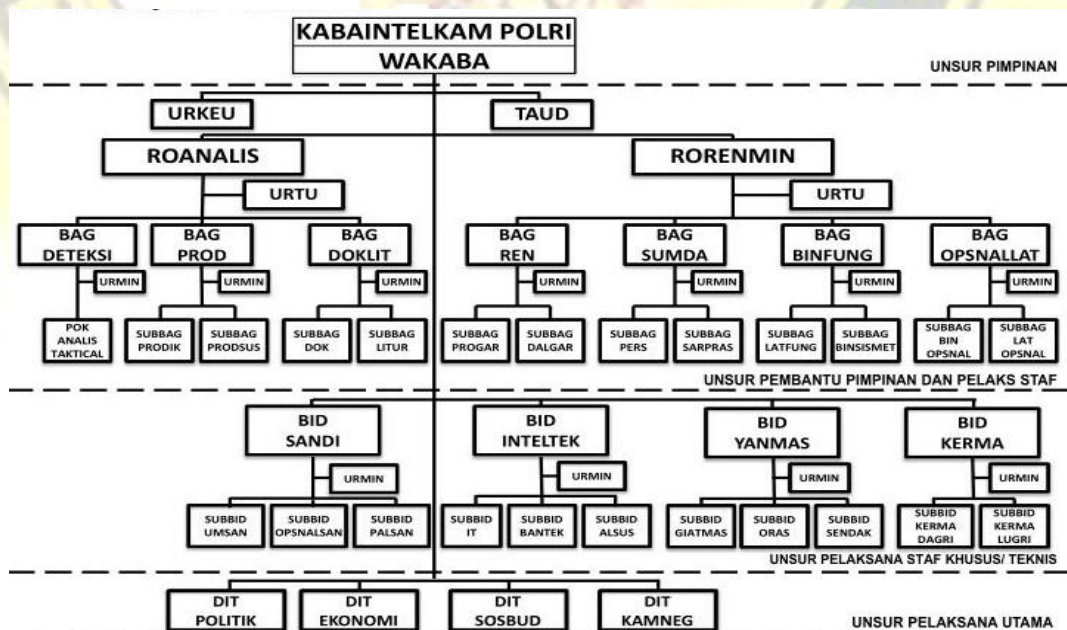 KABAINTELKAM POLRI
WAKABA
UNSUR PIMPINAN
URKEU
TAUD
ROANALIS
RORENMIN
URTU
URTU
BAG
DETEKSI
BAG
PROD
BAG
DOKLIT
BAG
REN
BAG
SUMDA
BAG
BINFUNG
BAG
OPSNALLAT
URMIN
URMIN
URMIN
URMIN
URMIN
URMIN
URMIN
POK
ANALIS
TAKTICAL
SUBBAG
PRODIK
SUBBAG
PRODSUS
SUBBAG
DOK
SUBBAG
LITUR
SUBBAG
PROGAR
SUBBAG
DALGAR
SUBBAG
PERS
SUBBAG
SARPRAS
SUBBAG
LATFUNG
SUBBAG
BINSISMET
SUBBAG
BIN
OPSNAL
SUBBAG
LAT
OPSNAL
UNSUR PEMBANTU PIMPINAN DAN PELAKS STAF
BID
SANDI
BID
INTELTEK
BID
YANMAS
BID
KERMA
URMIN
URMIN
URMIN
URMIN
SUBBID
UMSAN
SUBBID
OPSNALSAN
SUBBID
PALSAN
SUBBID
IT
SUBBID
BANTEK
SUBBID
ALSUS
SUBBID
GIATMAS
SUBBID
ORAS
SUBBID
SENDAK
SUBBID
KERMA
DAGRI
SUBBID
KERMA
LUGRI
UNSUR PELAKSANA STAF KHUSUS/ TEKNIS
DIT
POLITIK
DIT
EKONOMI
DIT
SOSBUD
DIT
KAMNEG
UNSUR PELAKSANA UTAMA